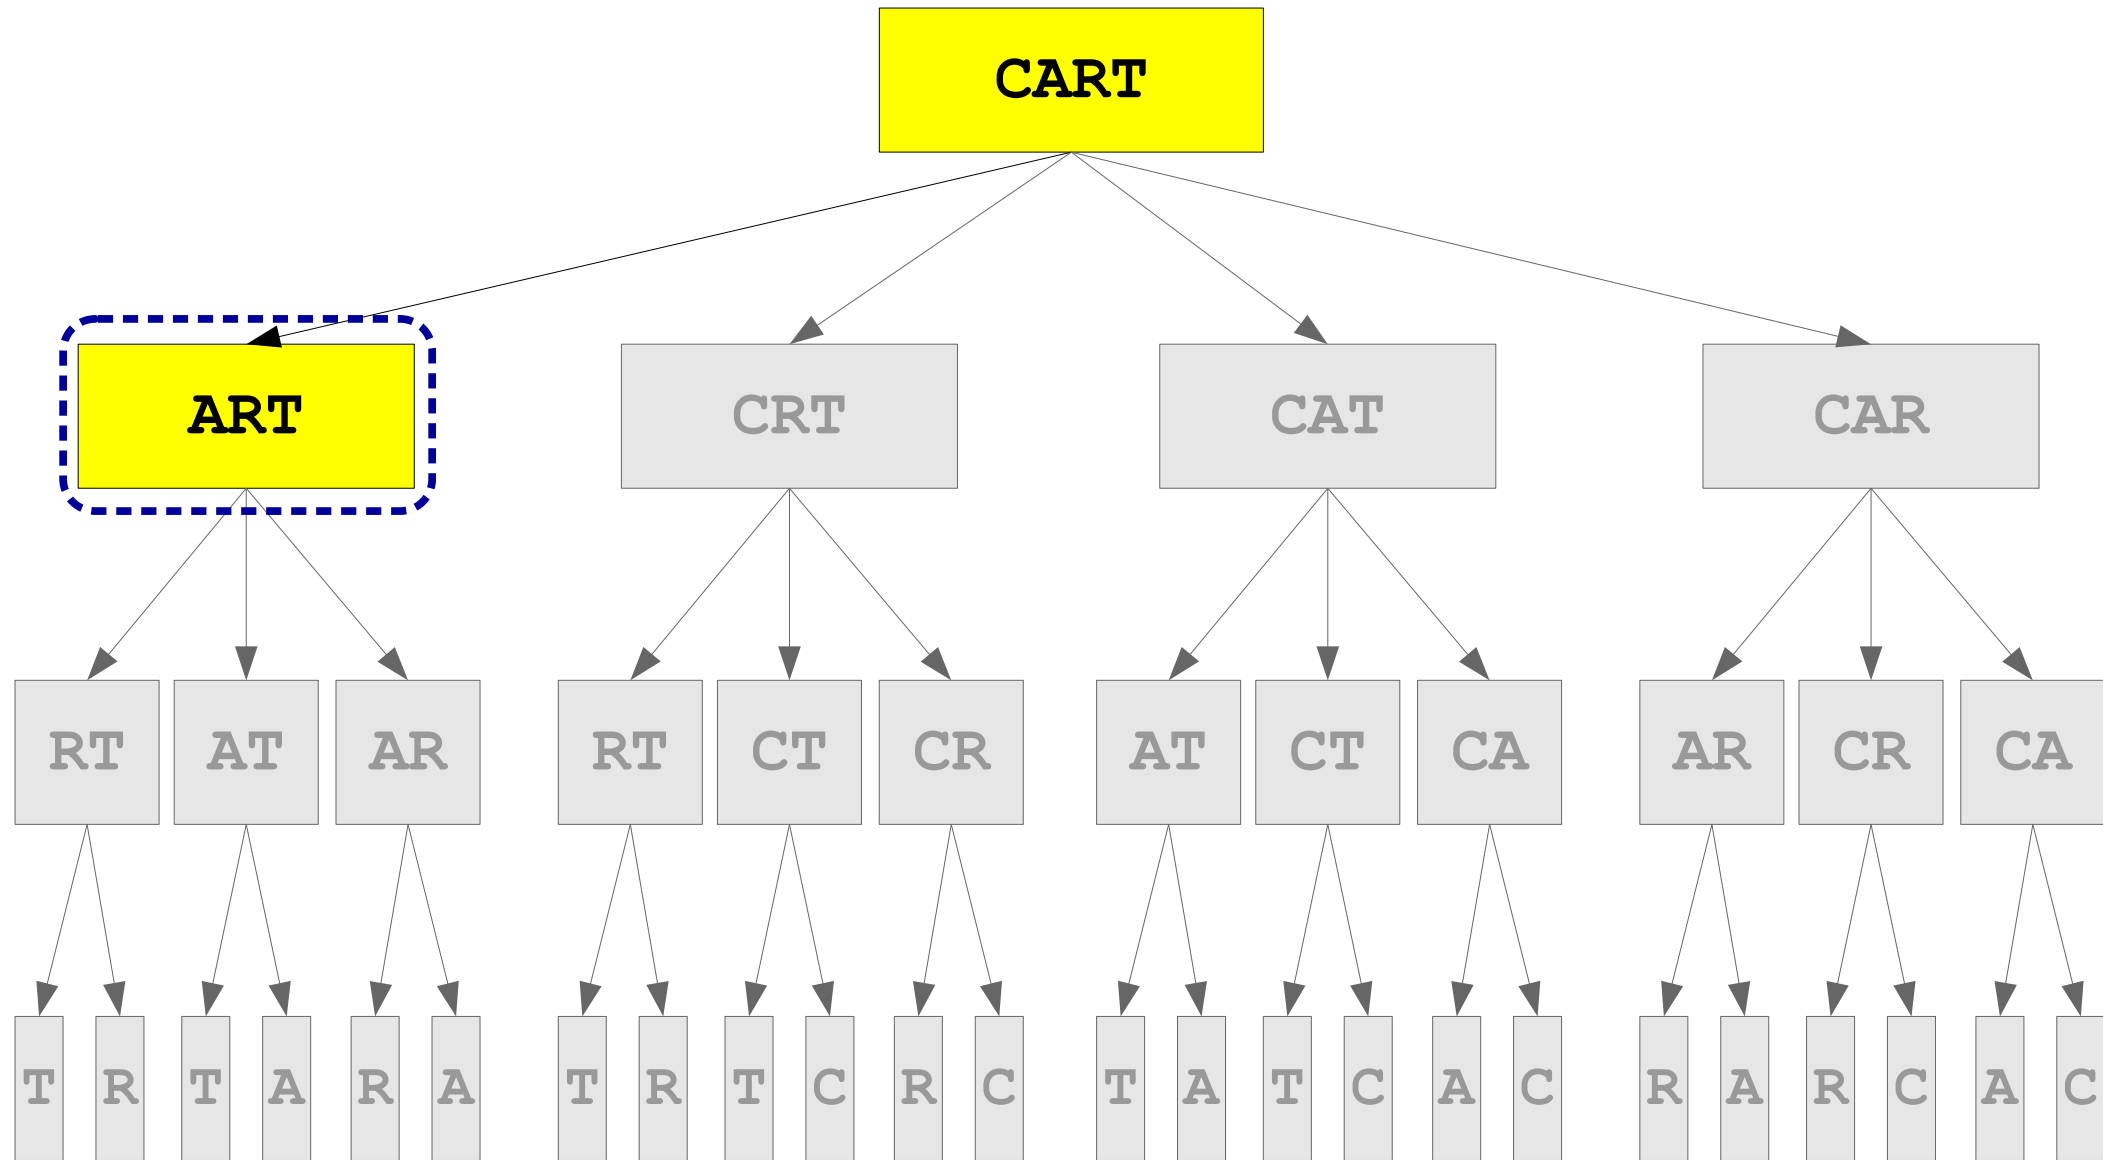 CART
ART CRT CAT CAR
RT AT AR RT CT CR AT CT CA AR CR CA
T R T A R A T R T C R C T A T C A C R A R C A C